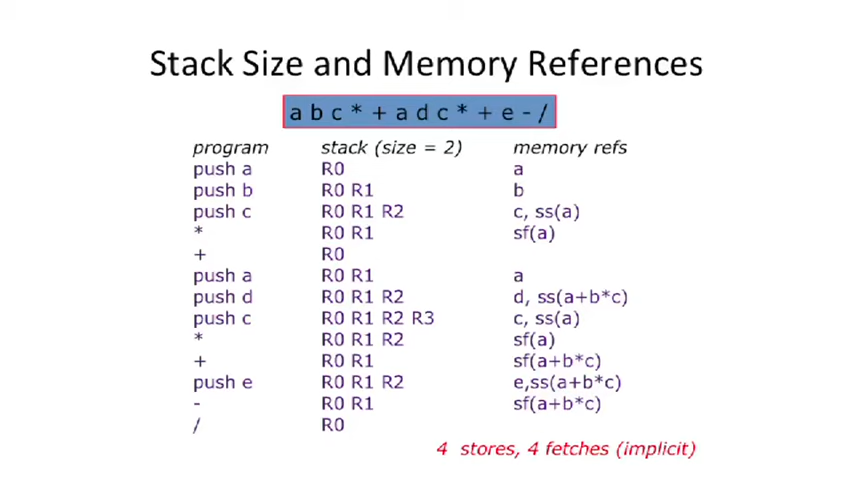 Stack Size and Memory References
a b c * + a d c * + e - /
program stack (size = 2) memory refs
push a R0 a
push b R0 R1 b
push c R0 R1 R2 c, ss(a)
* R0 R1 sf(a)
+ R0
push a R0 R1 a
push d R0 R1 R2 d, ss(a+b*c)
push c R0 R1 R2 R3 c, ss(a)
* R0 R1 R2 sf(a)
+ R0 R1 sf(a+b*c)
push e R0 R1 R2 e,ss(a+b*c)
- R0 R1 sf(a+b*c)
/ R0
4 stores, 4 fetches (implicit)